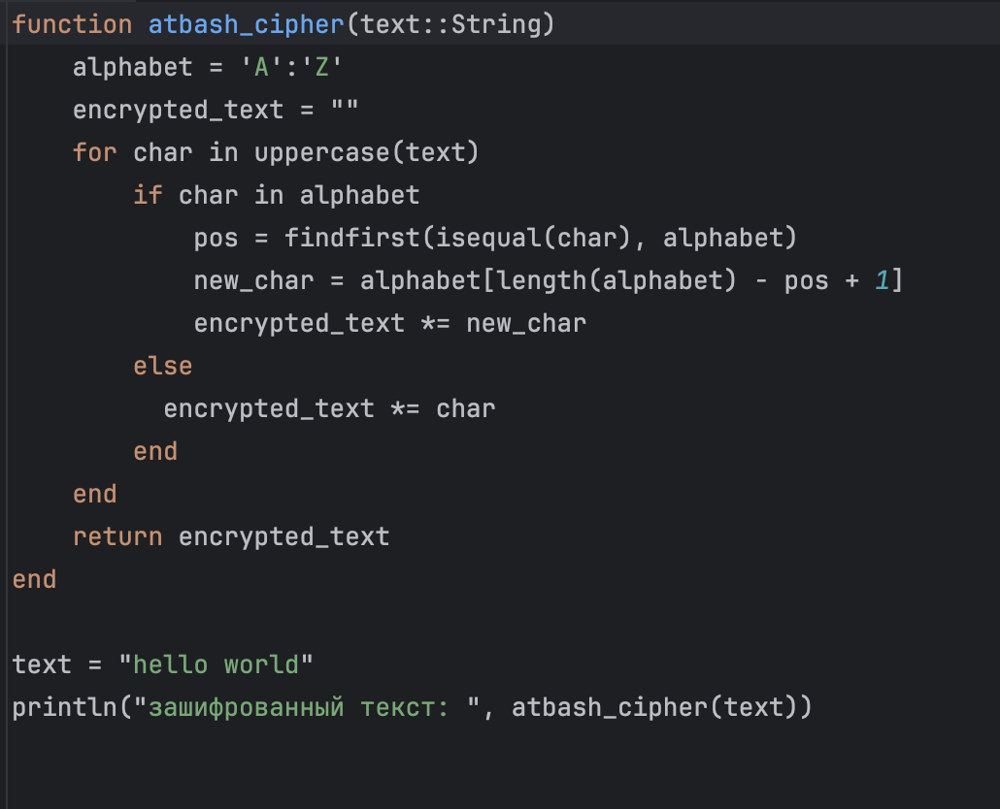 function atbash_cipher(text::String)
    alphabet = 'A':'Z'
    encrypted_text = ""
    for char in uppercase(text)
        if char in alphabet
            pos = findfirst(isequal(char), alphabet)
            new_char = alphabet[length(alphabet) - pos + 1]
            encrypted_text *= new_char
        else
          encrypted_text *= char
        end
    end
    return encrypted_text
end

text = "hello world"
println("зашифрованный текст: ", atbash_cipher(text))